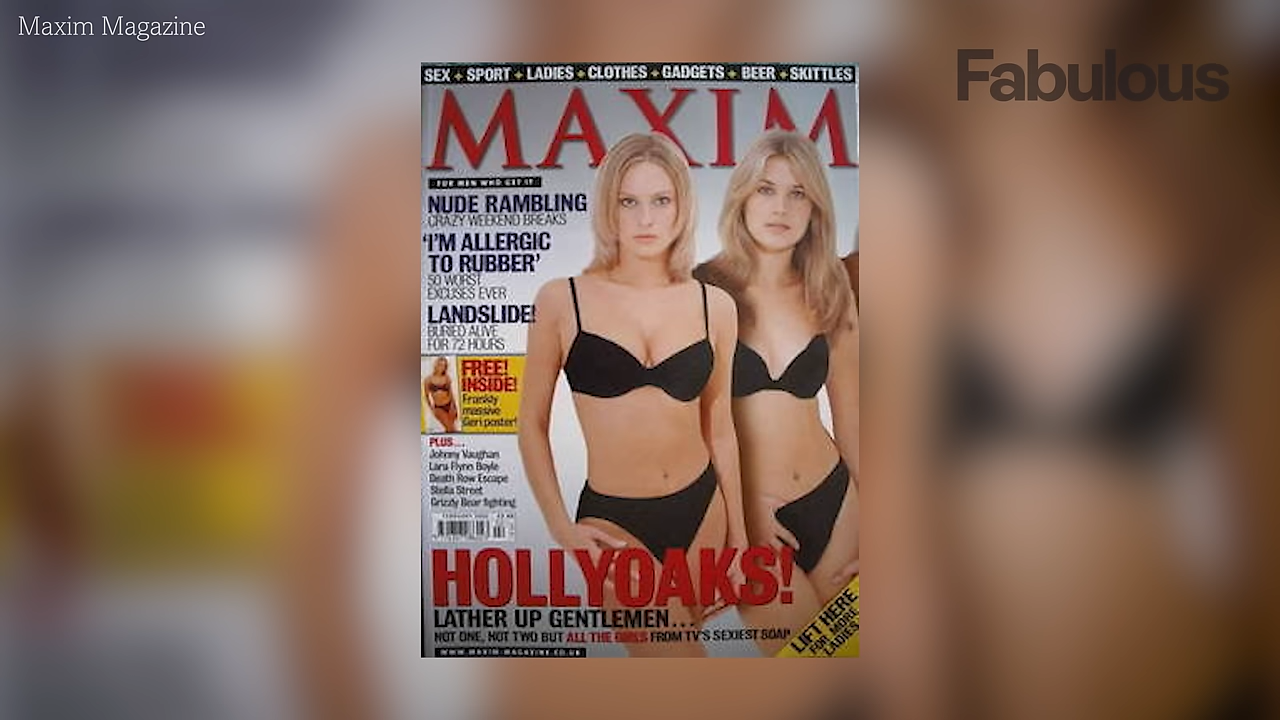 Maxim Magazine
Fabulous
SEX + SPORT + LADIES + CLOTHES + GADGETS + BEER + SKITTLES
MAXIM
FOR MEN WHO GET IT
NUDE RAMBLING
CRAZY WEEKEND BREAKS
'I'M ALLERGIC
TO RUBBER'
50 WORST
EXCUSES EVER
LANDSLIDE!
BURIED ALIVE
FOR 72 HOURS
FREE!
INSIDE!
Frankly
massive
Geri poster!
PLUS...
Johnny Vaughan
Lara Flynn Boyle
Death Row Escape
Stella Street
Grizzly Bear fighting
HOLLYOAKS!
LATHER UP GENTLEMEN...
NOT ONE, NOT TWO BUT ALL THE GIRLS FROM TV'S SEXIEST SOAP
LIFT HERE
FOR MORE
LADIES
WWW.MAXIM-MAGAZINE.CO.UK